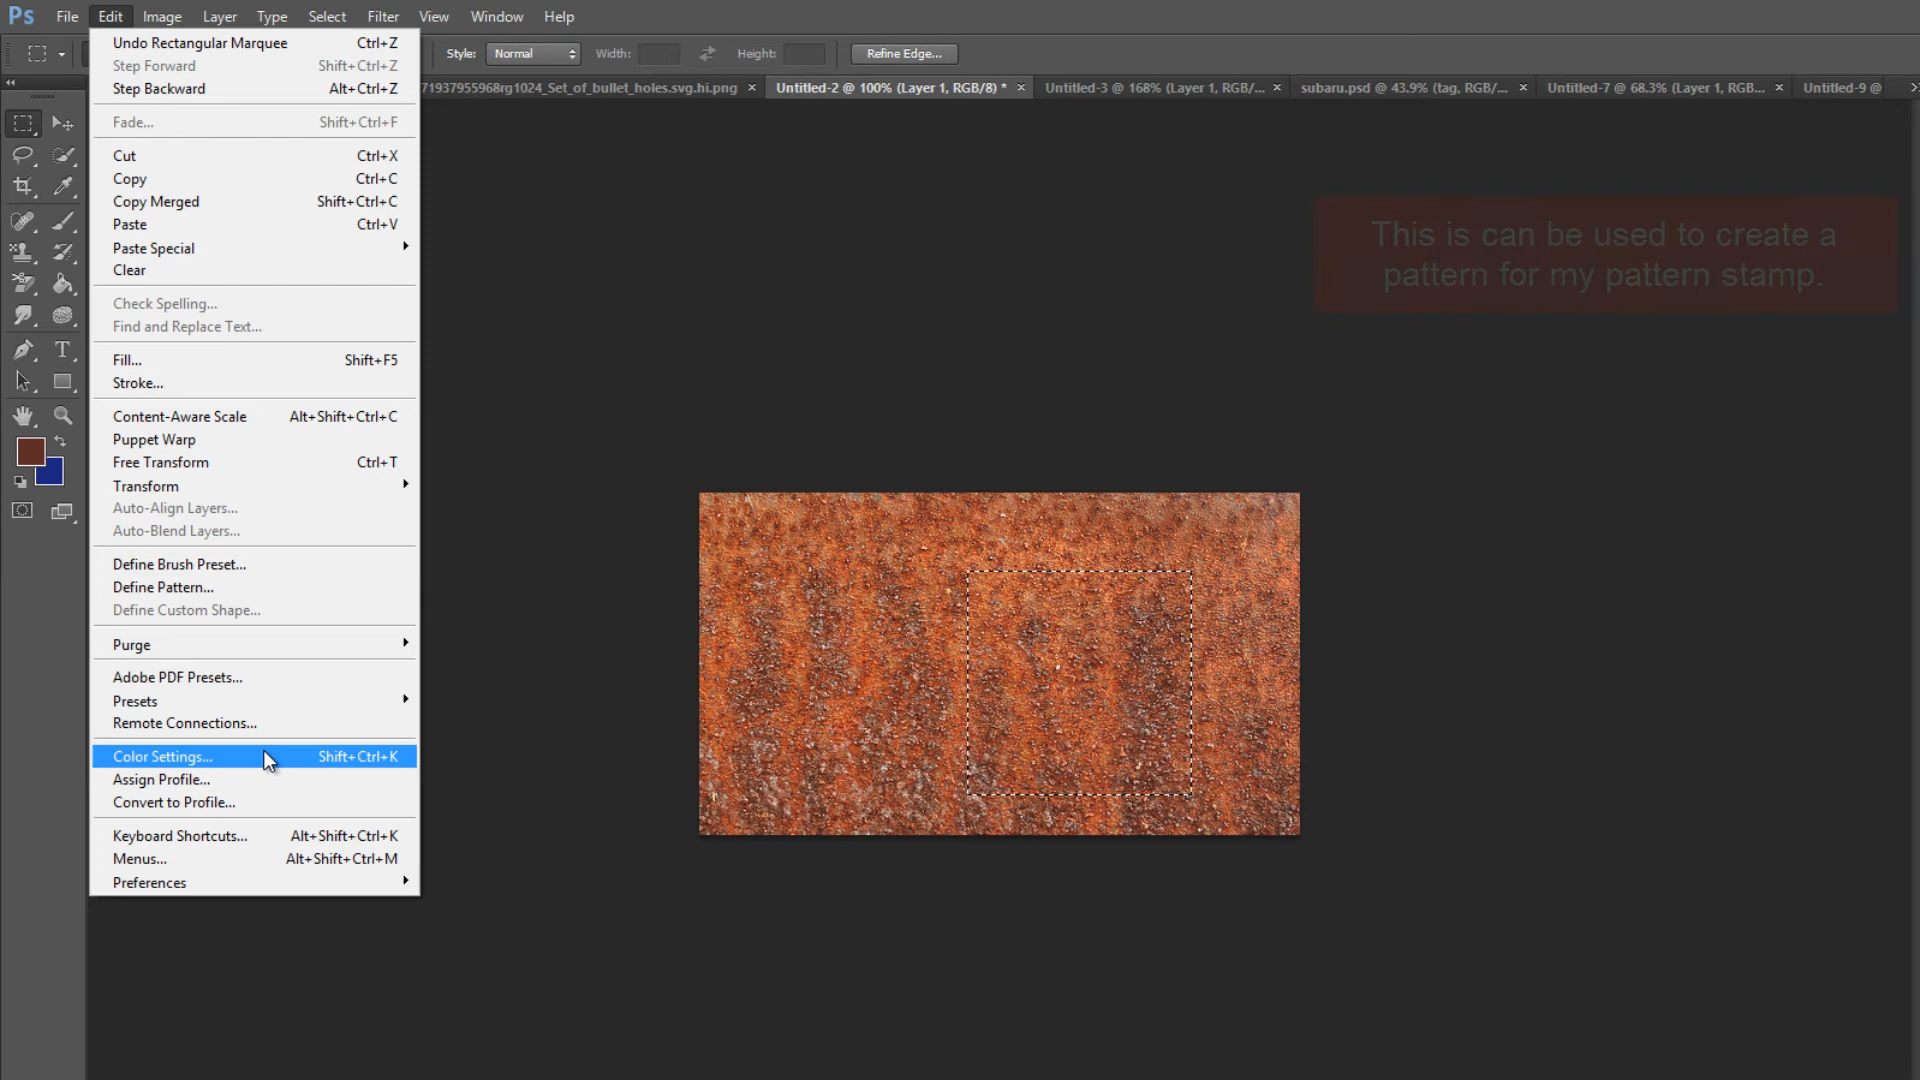 Ps File Edit Image Layer Type Select Filter View Window Help
Style: Normal Width: Height: Refine Edge...
71937955968rg1024_Set_of_bullet_holes.svg.hi.png × Untitled-2 @ 100% (Layer 1, RGB/8) * × Untitled-3 @ 168% (Layer 1, RGB/... × subaru.psd @ 43.9% (tag, RGB/... × Untitled-7 @ 68.3% (Layer 1, RGB... × Untitled-9 @
Undo Rectangular Marquee Ctrl+Z
Step Forward Shift+Ctrl+Z
Step Backward Alt+Ctrl+Z
Fade... Shift+Ctrl+F
Cut Ctrl+X
Copy Ctrl+C
Copy Merged Shift+Ctrl+C
Paste Ctrl+V
Paste Special
Clear
Check Spelling...
Find and Replace Text...
Fill... Shift+F5
Stroke...
Content-Aware Scale Alt+Shift+Ctrl+C
Puppet Warp
Free Transform Ctrl+T
Transform
Auto-Align Layers...
Auto-Blend Layers...
Define Brush Preset...
Define Pattern...
Define Custom Shape...
Purge
Adobe PDF Presets...
Presets
Remote Connections...
Color Settings... Shift+Ctrl+K
Assign Profile...
Convert to Profile...
Keyboard Shortcuts... Alt+Shift+Ctrl+K
Menus... Alt+Shift+Ctrl+M
Preferences
This is can be used to create a
pattern for my pattern stamp.